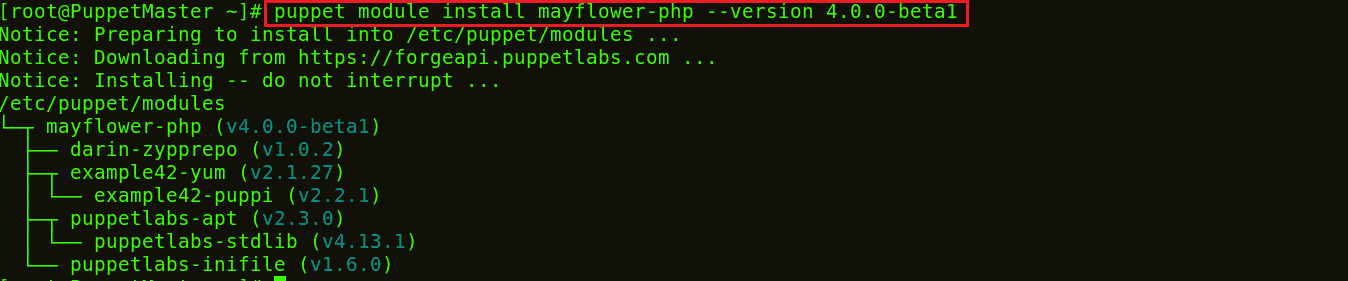 [root@PuppetMaster ~]# puppet module install mayflower-php --version 4.0.0-beta1
Notice: Preparing to install into /etc/puppet/modules ...
Notice: Downloading from https://forgeapi.puppetlabs.com ...
Notice: Installing -- do not interrupt ...
/etc/puppet/modules
└─┬ mayflower-php (v4.0.0-beta1)
  ├── darin-zypprepo (v1.0.2)
  ├─┬ example42-yum (v2.1.27)
  │ └── example42-puppi (v2.2.1)
  ├─┬ puppetlabs-apt (v2.3.0)
  │ └── puppetlabs-stdlib (v4.13.1)
  └── puppetlabs-inifile (v1.6.0)